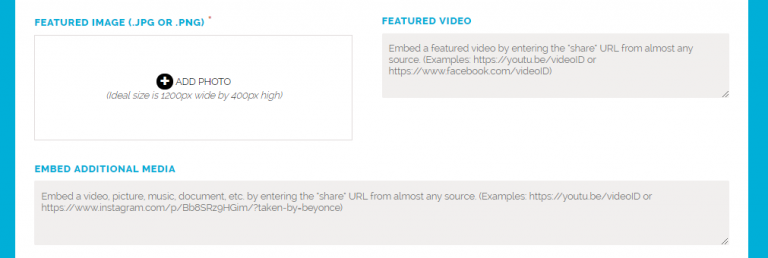 FEATURED IMAGE (.JPG OR .PNG) *
ADD PHOTO
(Ideal size is 1200px wide by 400px high)
FEATURED VIDEO
Embed a featured video by entering the "share" URL from almost any
source. (Examples: https://youtu.be/videoID or
https://www.facebook.com/videoID)
EMBED ADDITIONAL MEDIA
Embed a video, picture, music, document, etc. by entering the "share" URL from almost any source. (Examples: https://youtu.be/videoID or
https://www.instagram.com/p/Bb8SRz9HGim/?taken-by=beyonce)